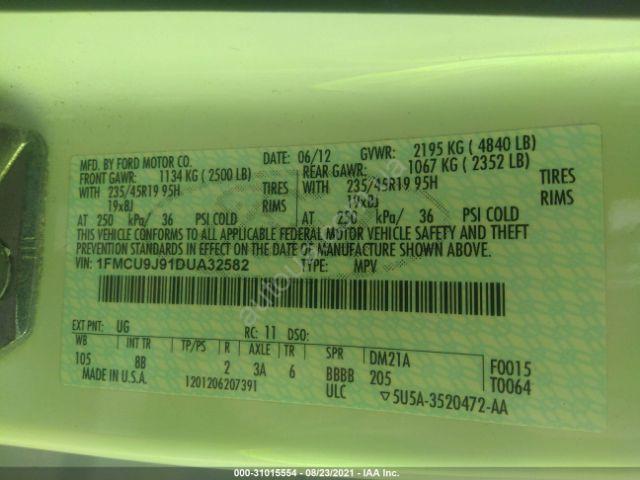 MFD. BY FORD MOTOR CO.
DATE: 06/12 GVWR: 2195 KG ( 4840 LB)
FRONT GAWR: 1134 KG ( 2500 LB) REAR GAWR: 1067 KG ( 2352 LB)
WITH 235/45R19 95H TIRES WITH 235/45R19 95H TIRES
19x8J RIMS 19x8J RIMS
AT 250 kPa/ 36 PSI COLD AT 250 kPa/ 36 PSI COLD
THIS VEHICLE CONFORMS TO ALL APPLICABLE FEDERAL MOTOR VEHICLE SAFETY AND THEFT
PREVENTION STANDARDS IN EFFECT ON THE DATE OF MANUFACTURE SHOWN ABOVE.
VIN: 1FMCU9J91DUA32582 TYPE: MPV
EXT PNT: UG RC: 11 DSO:
WB INT TR TP/PS R AXLE TR SPR DM21A F0015
105 8B 2 3A 6 BBBB 205 T0064
MADE IN U.S.A. 1201206207391 ULC 5U5A-3520472-AA
000-31015554 - 08/23/2021 - IAA Inc.